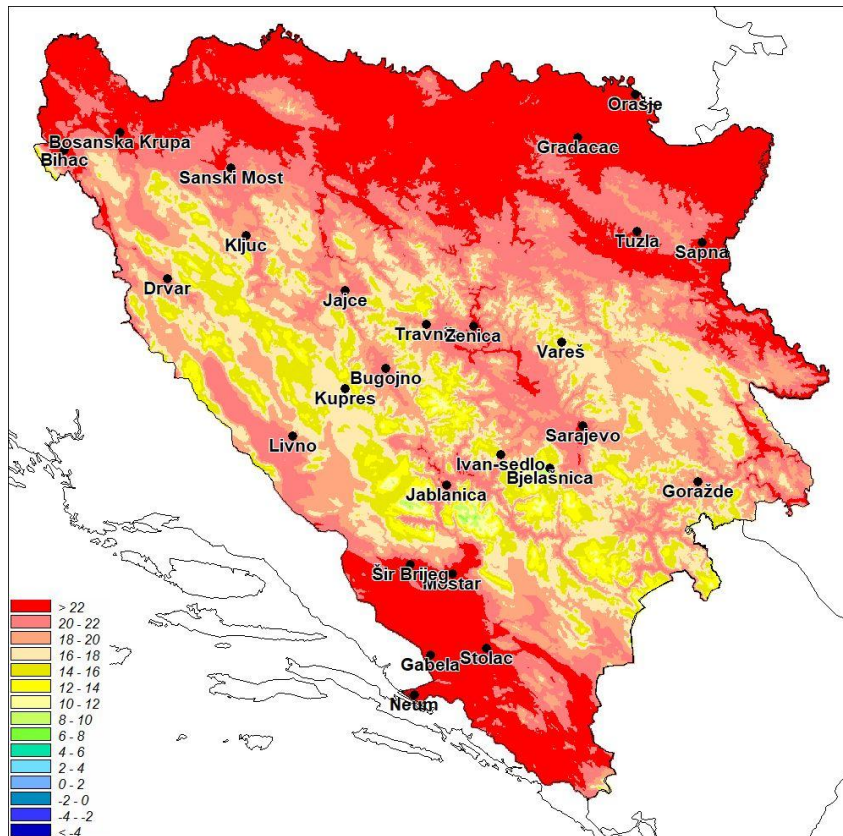 Orašje
Bosanska Krupa
Gradacac
Bihac
Sanski Most
Tuzla
Kljuc
Sapna
Drvar
Jajce
Travnik
Zenica
Vareš
Bugojno
Kupres
Sarajevo
Livno
Ivan-sedlo
Bjelašnica
Jablanica
Goražde
Šir Brijeg
Mostar
Stolac
Gabela
Neum
> 22
20 - 22
18 - 20
16 - 18
14 - 16
12 - 14
10 - 12
8 - 10
6 - 8
4 - 6
2 - 4
0 - 2
-2 - 0
-4 - -2
< -4